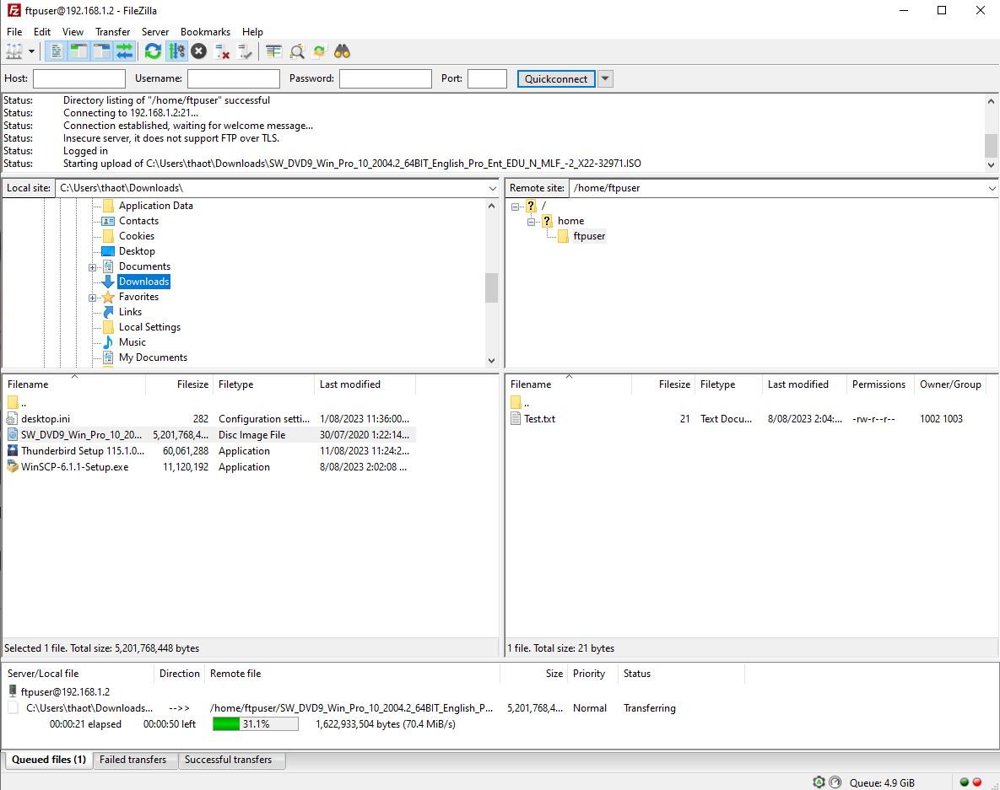 ftpuser@192.168.1.2 - FileZilla
File Edit View Transfer Server Bookmarks Help
Host: Username: Password: Port: Quickconnect
Status: Directory listing of "/home/ftpuser" successful
Status: Connecting to 192.168.1.2:21...
Status: Connection established, waiting for welcome message...
Status: Insecure server, it does not support FTP over TLS.
Status: Logged in
Status: Starting upload of C:\Users\thaot\Downloads\SW_DVD9_Win_Pro_10_2004.2_64BIT_English_Pro_Ent_EDU_N_MLF_-2_X22-32971.ISO
Local site: C:\Users\thaot\Downloads\
Application Data
Contacts
Cookies
Desktop
Documents
Downloads
Favorites
Links
Local Settings
Music
My Documents
Remote site: /home/ftpuser
/
home
ftpuser
Filename Filesize Filetype Last modified
..
desktop.ini 282 Configuration setti... 1/08/2023 11:36:00...
SW_DVD9_Win_Pro_10_20... 5,201,768,4... Disc Image File 30/07/2020 1:22:14...
Thunderbird Setup 115.1.0... 60,061,288 Application 11/08/2023 11:24:2...
WinSCP-6.1.1-Setup.exe 11,120,192 Application 8/08/2023 2:02:08 ...
Selected 1 file. Total size: 5,201,768,448 bytes
Filename Filesize Filetype Last modified Permissions Owner/Group
..
Test.txt 21 Text Docu... 8/08/2023 2:04:... -rw-r--r-- 1002 1003
1 file. Total size: 21 bytes
Server/Local file Direction Remote file Size Priority Status
ftpuser@192.168.1.2
C:\Users\thaot\Downloads... -->> /home/ftpuser/SW_DVD9_Win_Pro_10_2004.2_64BIT_English_P... 5,201,768,4... Normal Transferring
00:00:21 elapsed 00:00:50 left 31.1% 1,622,933,504 bytes (70.4 MiB/s)
Queued files (1) Failed transfers Successful transfers
Queue: 4.9 GiB